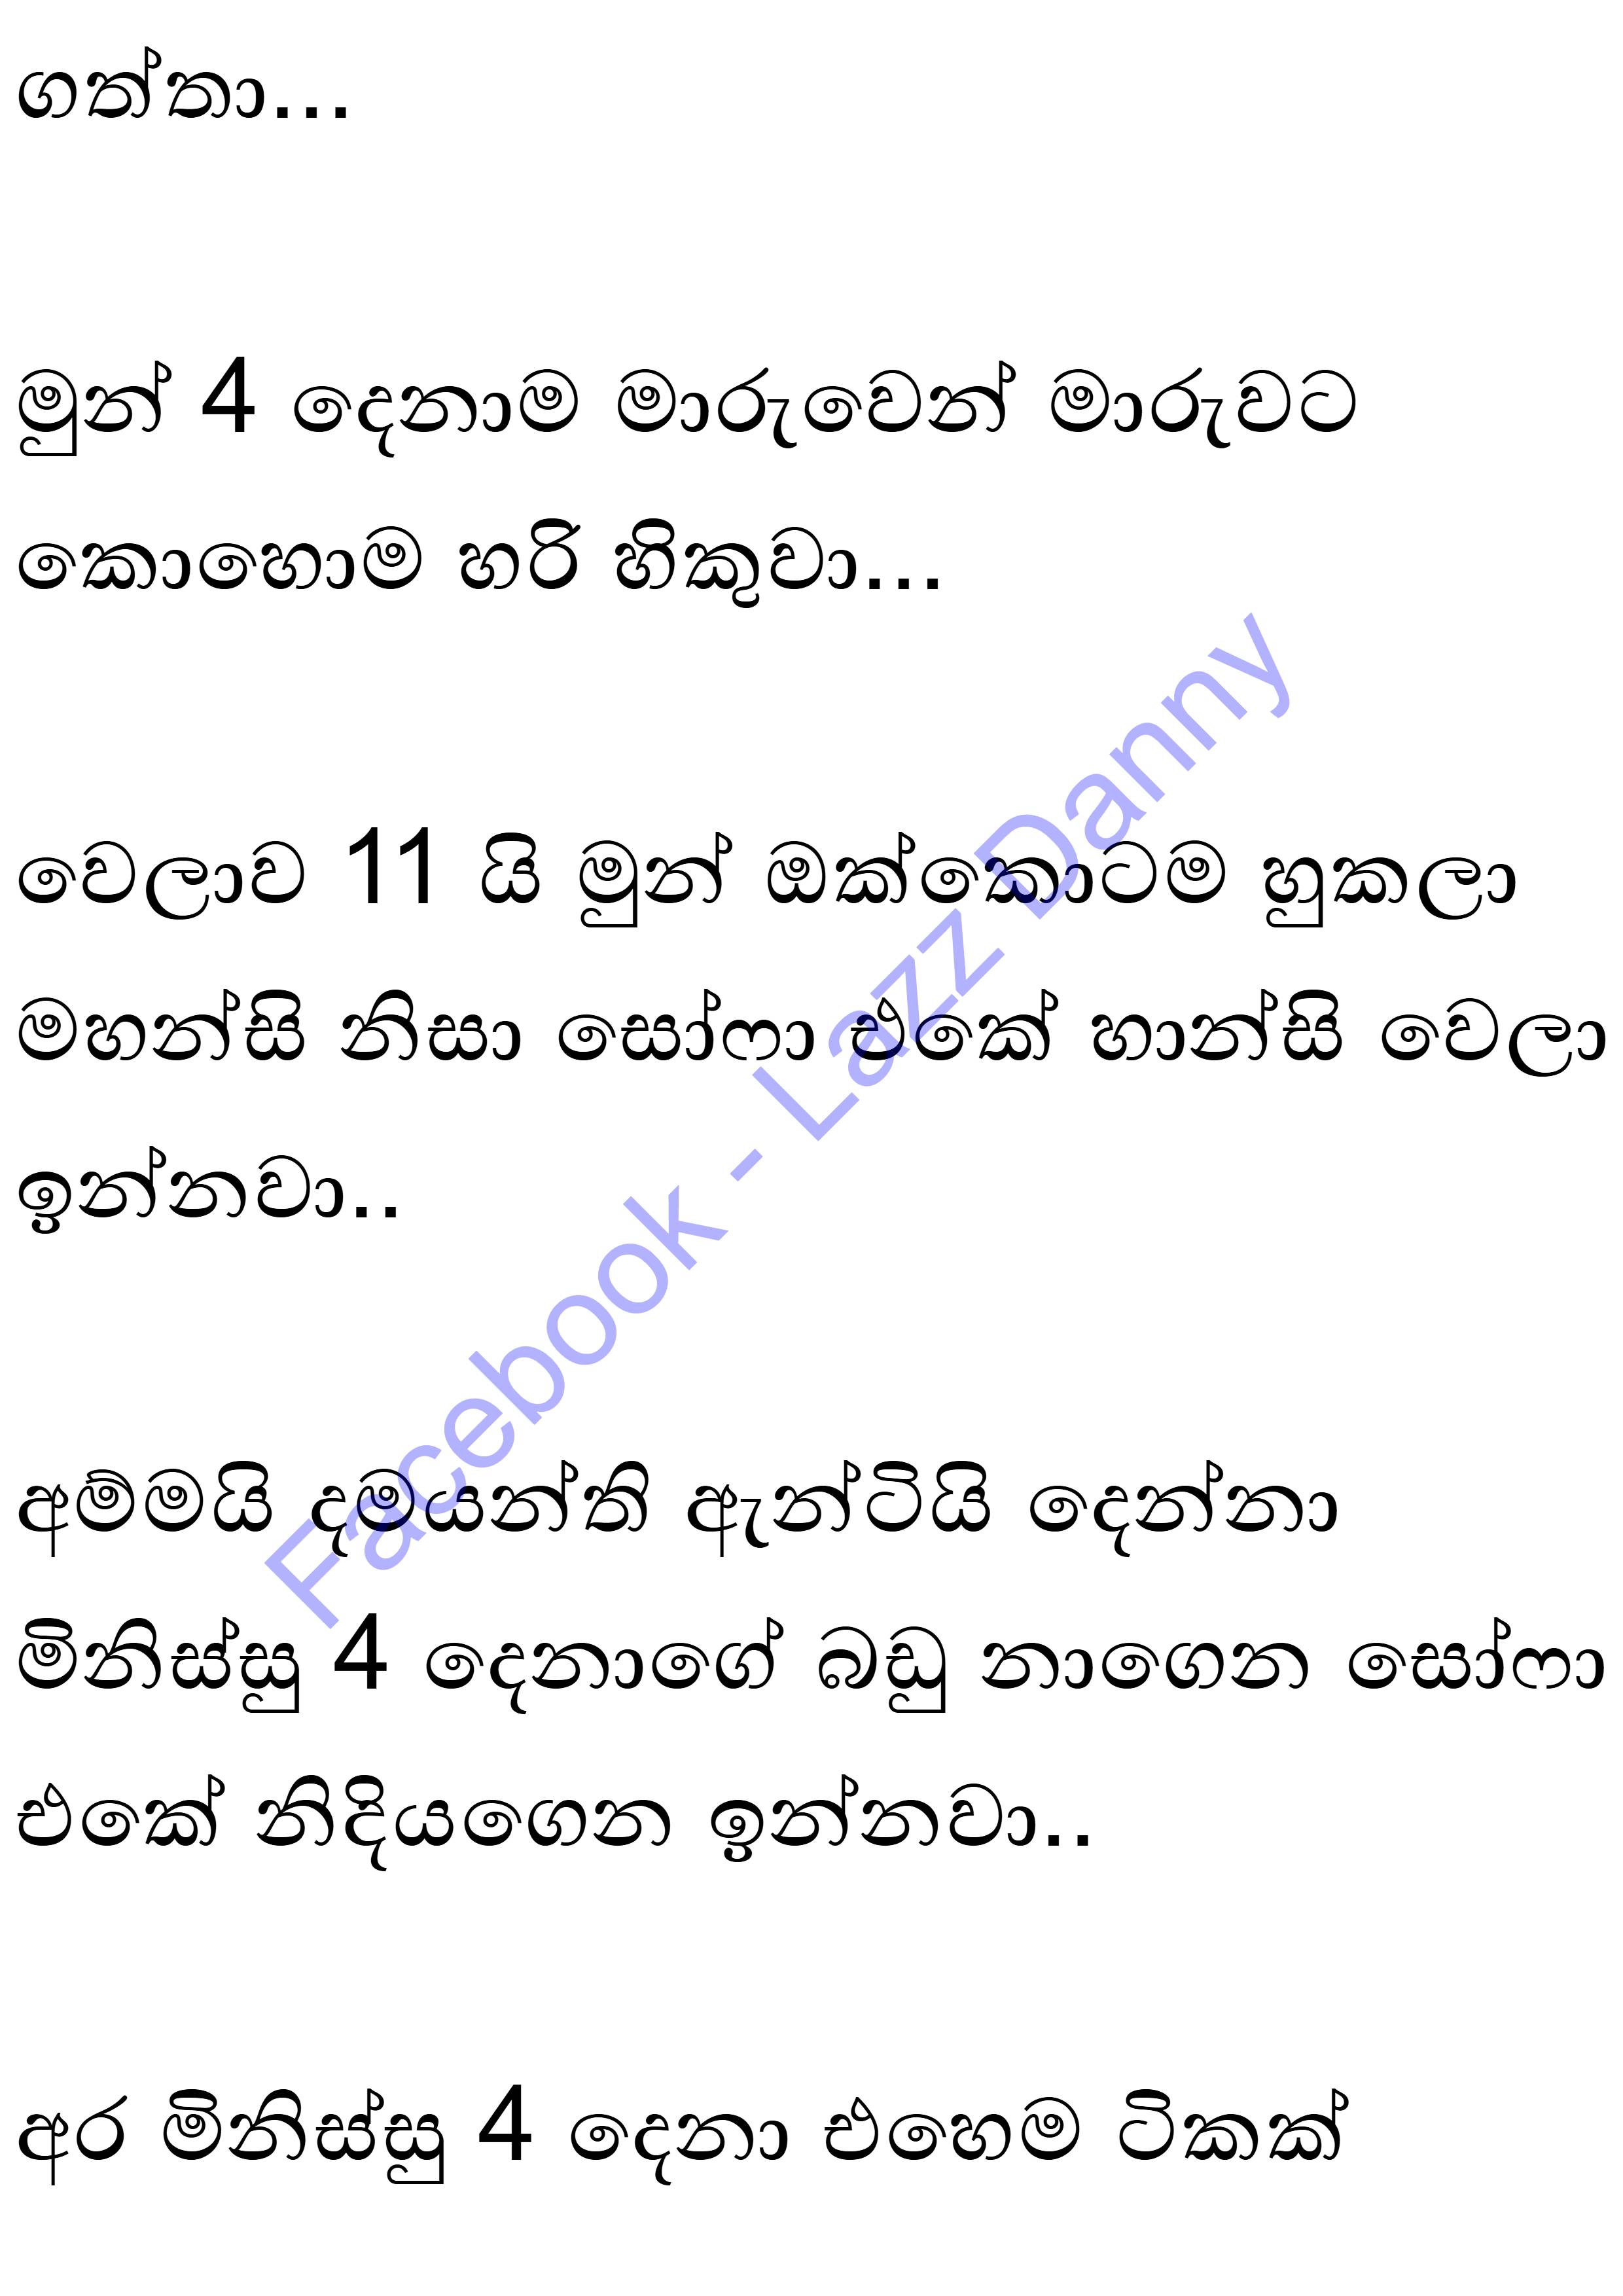 ගත්තා...
මුන් 4 දෙනාම මාරුවෙන් මාරුවට
කොහොම හරි හිකුවා...
වෙලාව 11 යි මුන් ඔක්කොටම හුකලා
මහන්සි නිසා සෝෆා එකේ හාන්සි වෙලා
ඉන්නවා..
අම්මයි දමයන්ති ඇන්ටියි දෙන්නා
මිනිස්සු 4 දෙනාගේ බඩු නාගෙන සෝෆා
එකේ නිදියගෙන ඉන්නවා..
අර මිනිස්සු 4 දෙනා එහෙම ටිකක්
Facebook - Lazz Danny